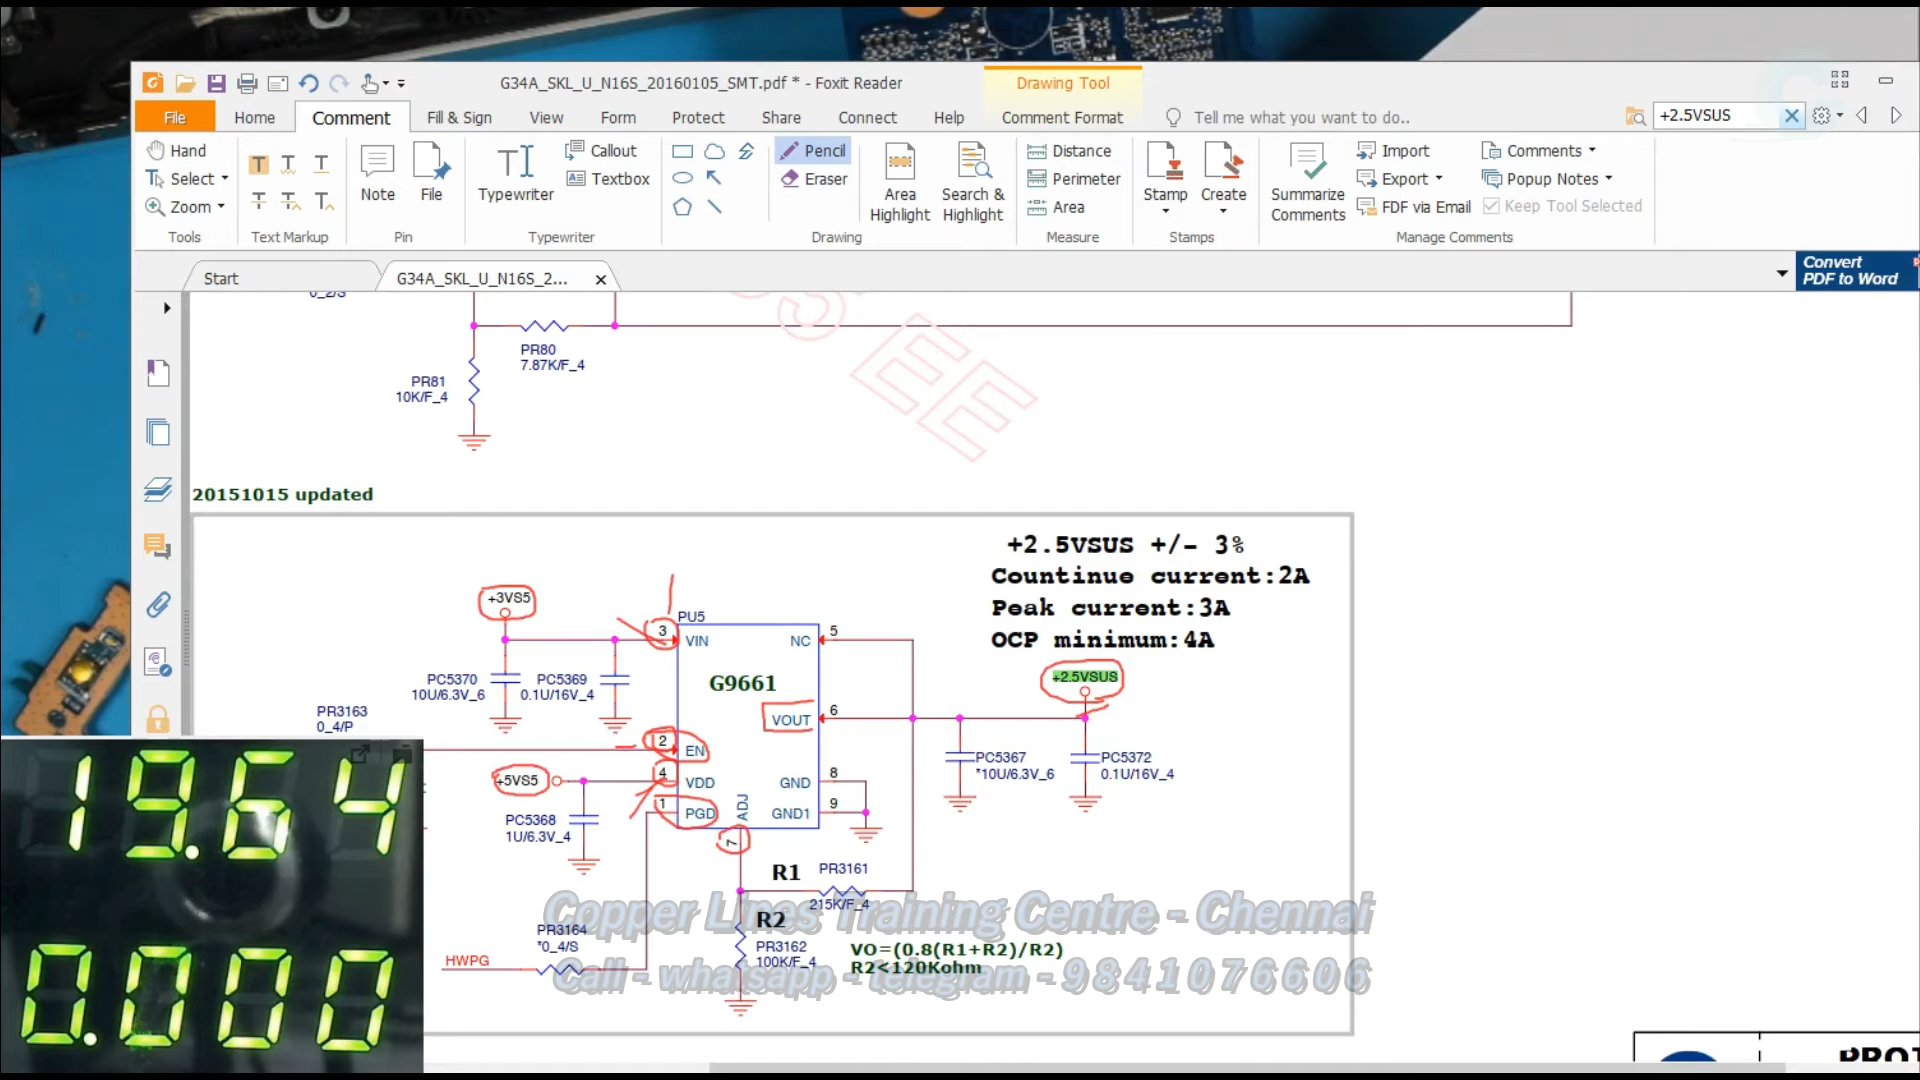 G34A_SKL_U_N16S_20160105_SMT.pdf * - Foxit Reader
Drawing Tool
File Home Comment Fill & Sign View Form Protect Share Connect Help Comment Format Tell me what you want to do.. +2.5VSUS
Hand
Select
Zoom
Tools
Text Markup
Note
File
Pin
Typewriter
Callout
Textbox
Typewriter
Pencil
Eraser
Area Highlight
Search & Highlight
Drawing
Distance
Perimeter
Area
Measure
Stamp
Create
Stamps
Summarize Comments
Import
Export
FDF via Email
Comments
Popup Notes
Keep Tool Selected
Manage Comments
Start
G34A_SKL_U_N16S_2...
Convert
PDF to Word
0_2/S
PR80
7.87K/F_4
PR81
10K/F_4
EE
20151015 updated
+2.5VSUS +/- 3%
Countinue current:2A
Peak current:3A
OCP minimum:4A
+3VS5
PU5
3 VIN
NC 5
G9661
PC5370
10U/6.3V_6
PC5369
0.1U/16V_4
PR3163
0_4/P
2 EN
VOUT 6
+2.5VSUS
PC5367
*10U/6.3V_6
PC5372
0.1U/16V_4
+5VS5
4 VDD
GND 8
1 PGD
GND1 9
ADJ
7
PC5368
1U/6.3V_4
R1
PR3161
215K/F_4
R2
PR3162
100K/F_4
PR3164
*0_4/S
HWPG
VO=(0.8(R1+R2)/R2)
R2<120Kohm
Copper Lines Training Centre - Chennai
Call - whatsapp - telegram - 9841076606
19.64
0.000